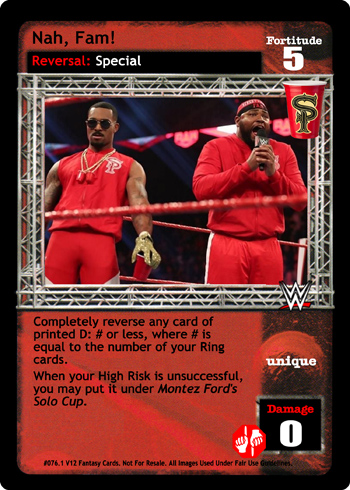 Nah, Fam!
Fortitude
5
Reversal: Special
SP
W
Completely reverse any card of
printed D: # or less, where # is
equal to the number of your Ring
cards.
When your High Risk is unsuccessful,
you may put it under Montez Ford's
Solo Cup.
unique
Damage
0
#076.1 V12 Fantasy Cards. Not For Resale. All Images Used Under Fair Use Guidelines.